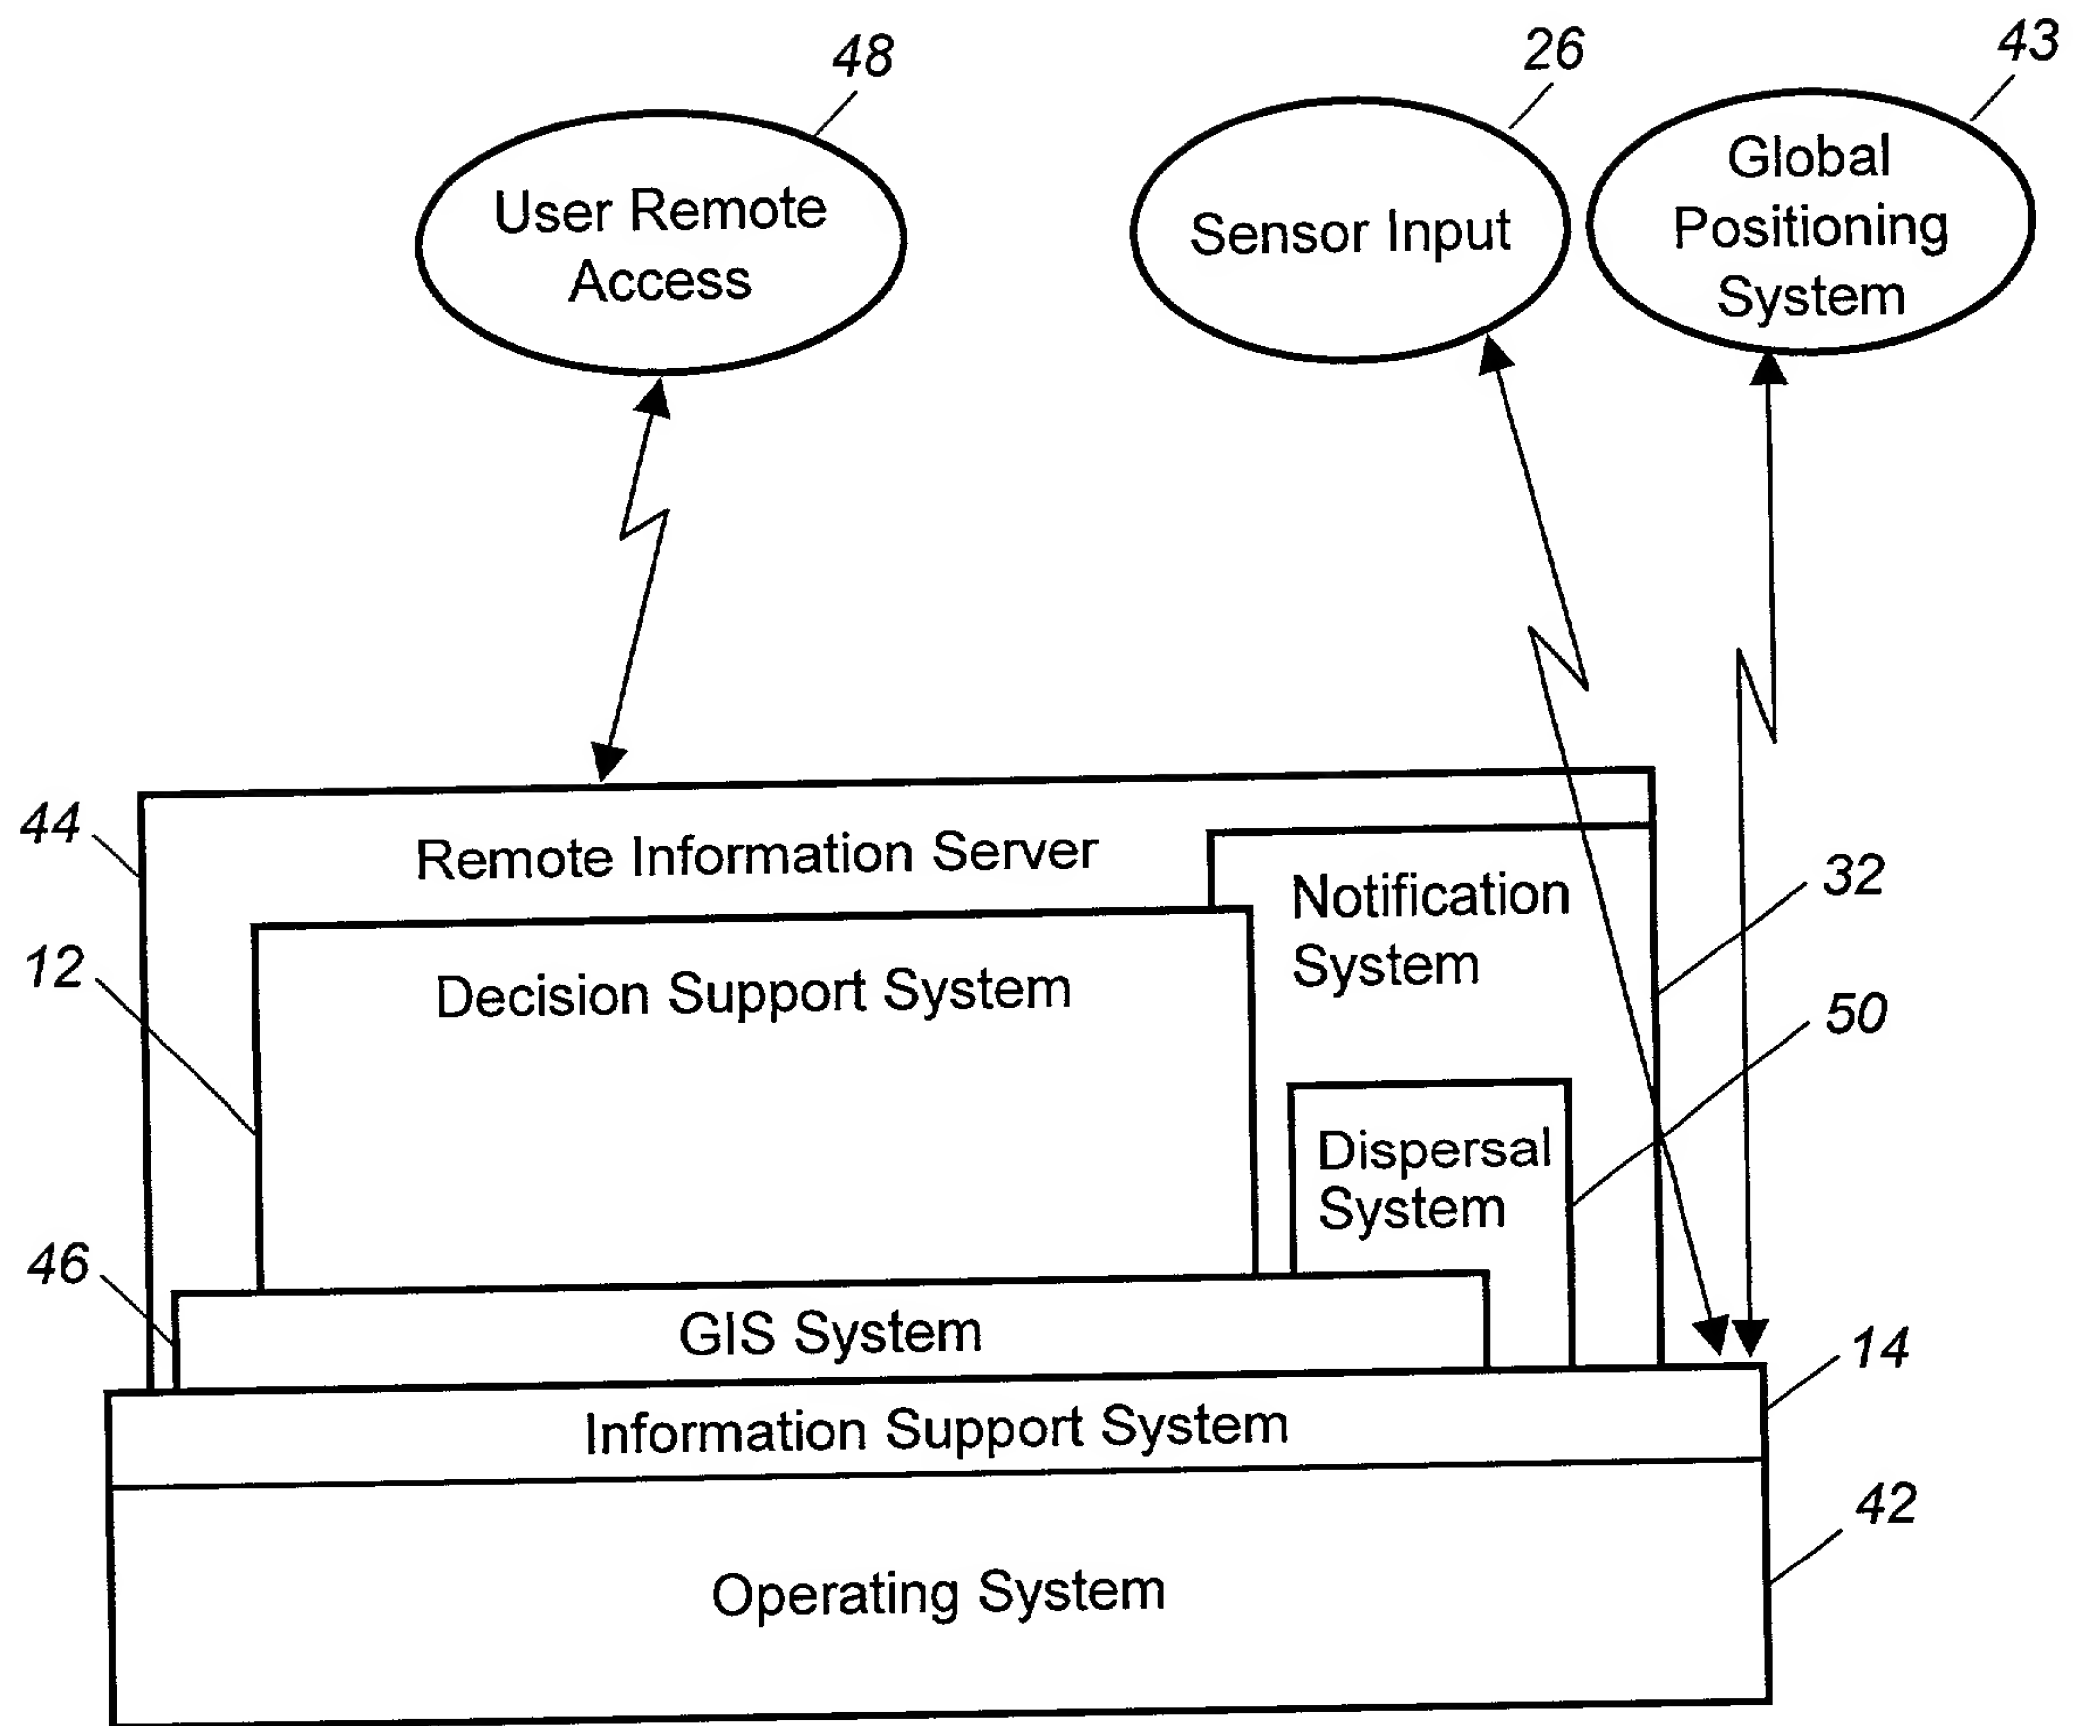 48
26
43
User Remote
Access
Sensor Input
Global
Positioning
System
44
Remote Information Server
32
Notification
System
12
Decision Support System
50
Dispersal
System
46
GIS System
14
Information Support System
42
Operating System